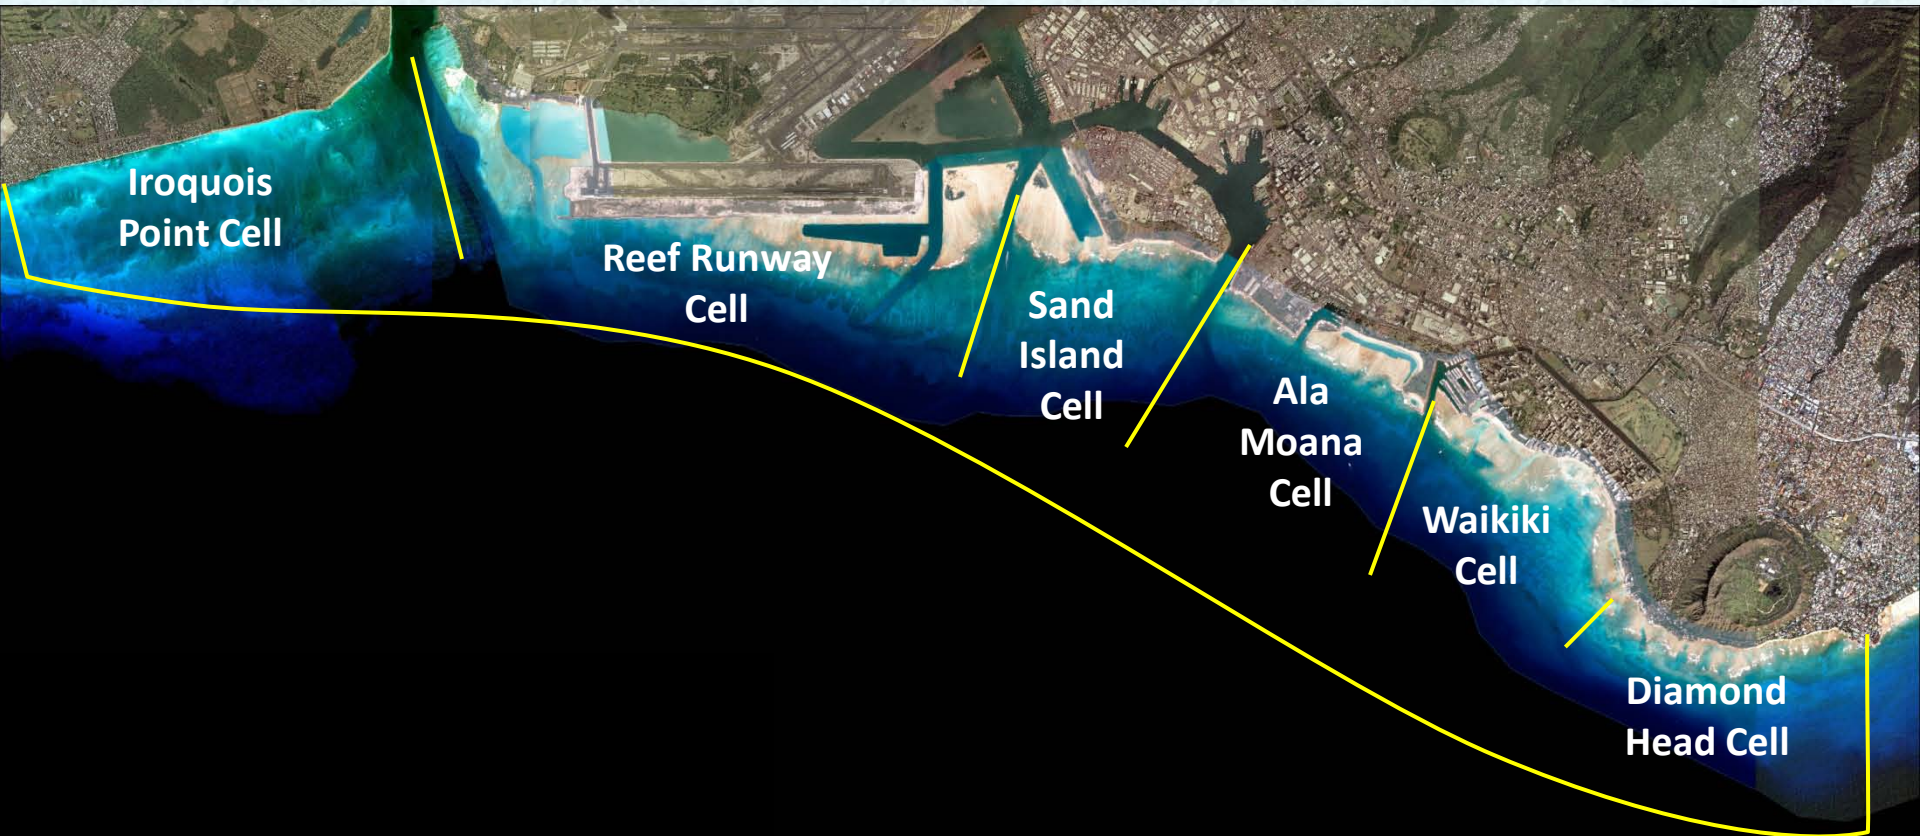 Iroquois
Point Cell
Reef Runway
Cell
Sand
Island
Cell
Ala
Moana
Cell
Waikiki
Cell
Diamond
Head Cell